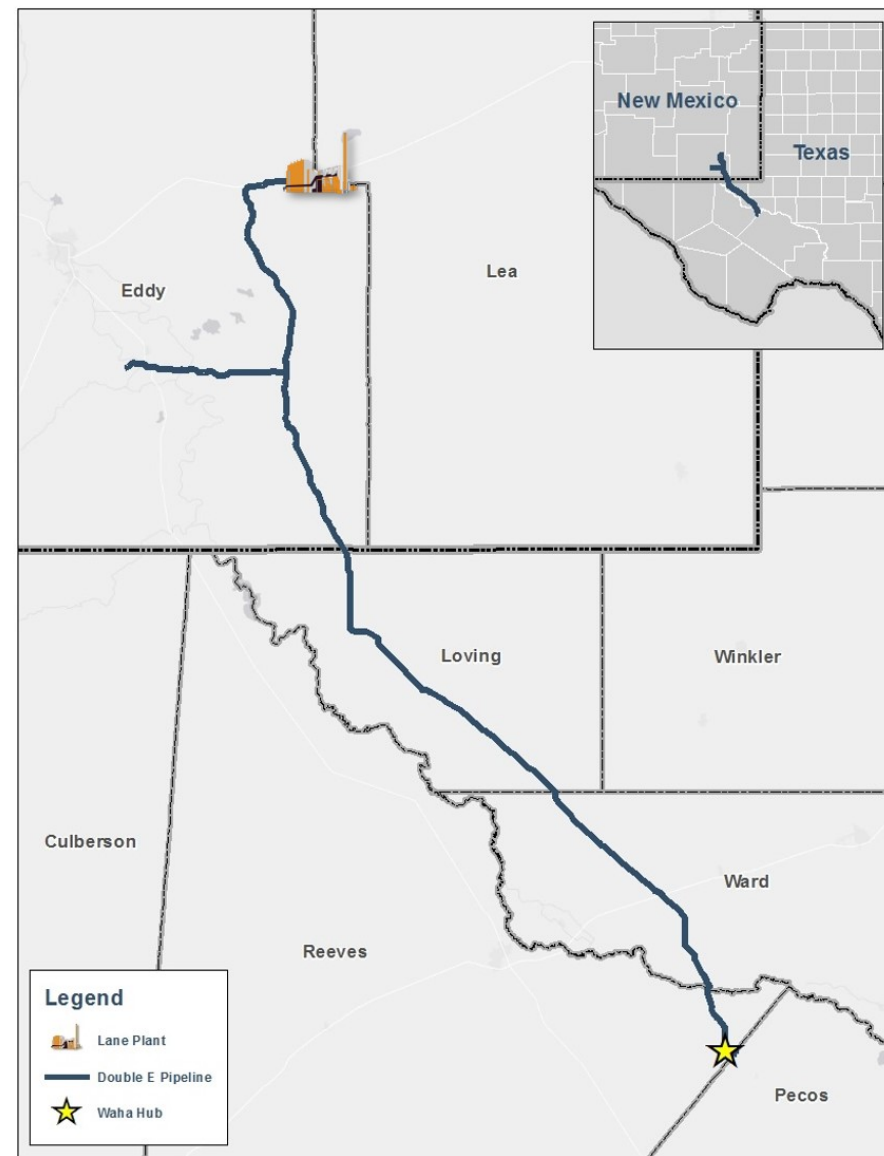 New Mexico
Texas
Lea
Eddy
Loving
Winkler
Culberson
Ward
Reeves
Pecos
Legend
Lane Plant
Double E Pipeline
Waha Hub